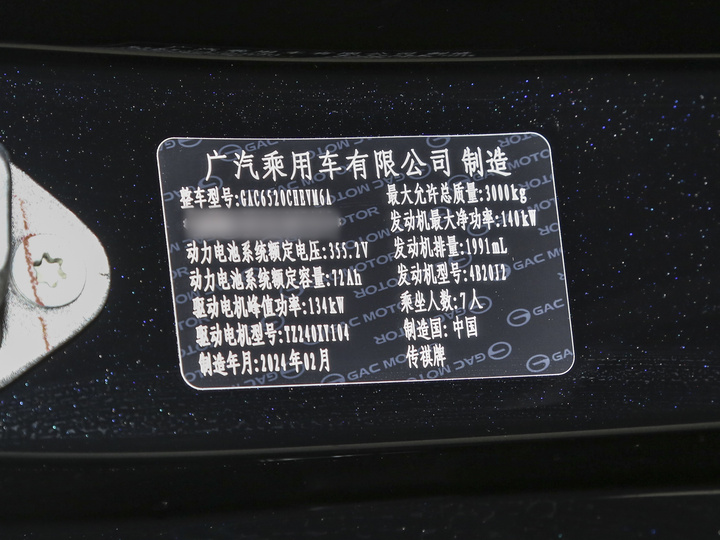 广汽乘用车有限公司 制造
整车型号:GAC6520CHEVM6A
最大允许总质量:3000kg
发动机最大净功率:140kW
动力电池系统额定电压:355.2V
发动机排量:1991mL
动力电池系统额定容量:72Ah
发动机型号:4B20J2
驱动电机峰值功率:134kW
乘坐人数:7人
驱动电机型号:TZ240XY104
制造国:中国
制造年月:2024年02月
传祺牌
GAC MOTOR